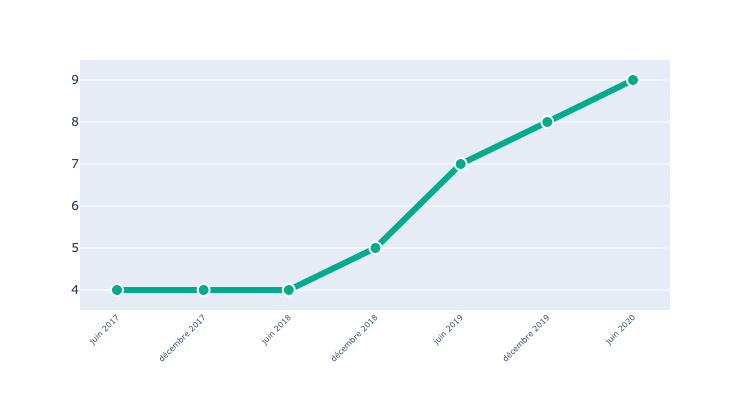 9
8
7
6
5
4
juin 2017
décembre 2017
juin 2018
décembre 2018
juin 2019
décembre 2019
juin 2020